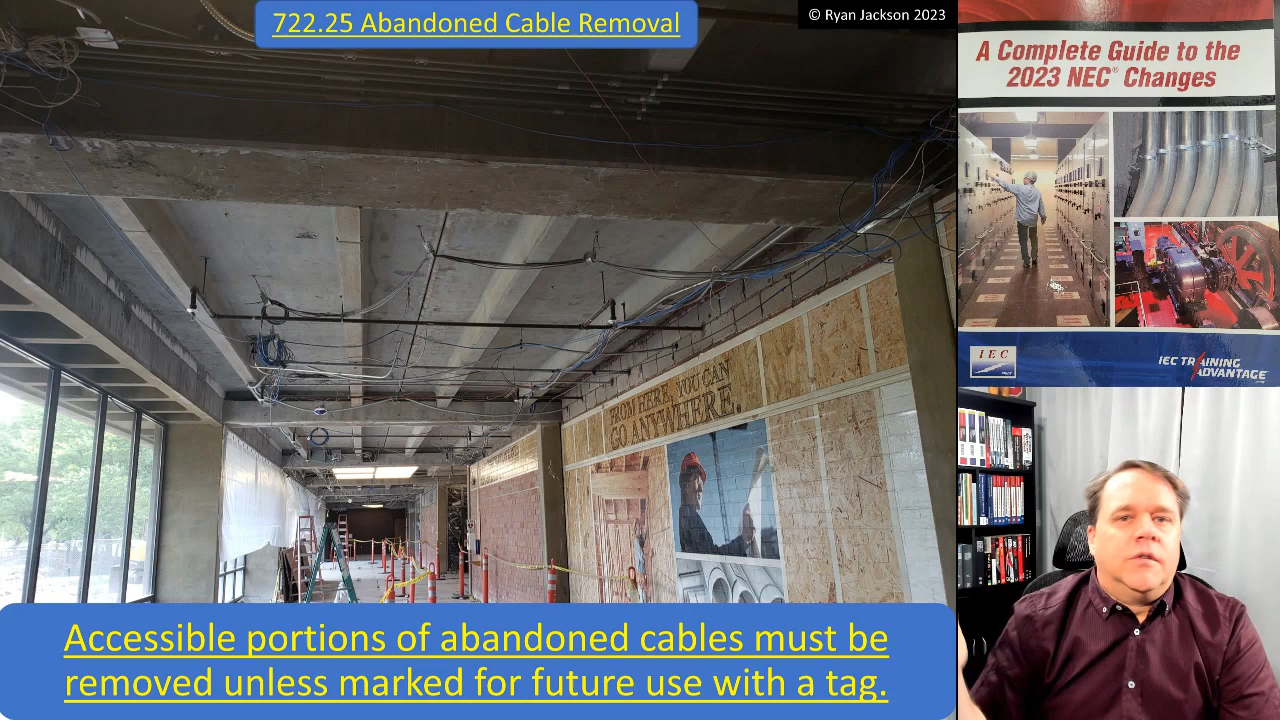 722.25 Abandoned Cable Removal
© Ryan Jackson 2023
A Complete Guide to the
2023 NEC® Changes
FROM HERE, YOU CAN
GO ANYWHERE.
IEC
IEC TRAINING
ADVANTAGE
Accessible portions of abandoned cables must be
removed unless marked for future use with a tag.